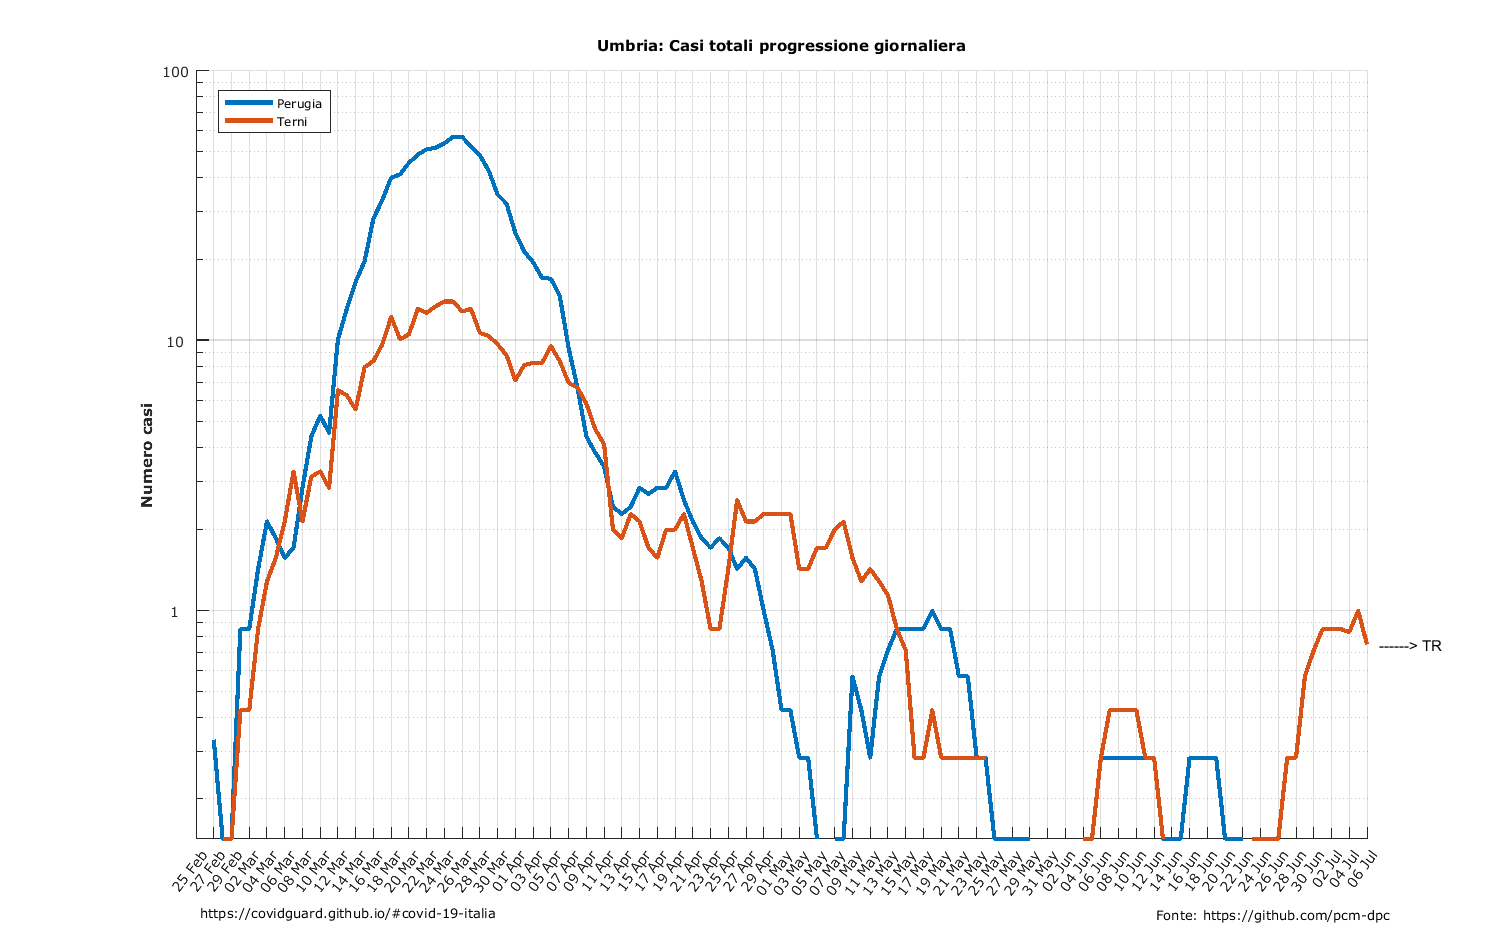 Umbria: Casi totali progressione giornaliera
100
Perugia
Terni
10
Numero casi
1
------> TR
25 Feb
27 Feb
29 Feb
02 Mar
04 Mar
06 Mar
08 Mar
10 Mar
12 Mar
14 Mar
16 Mar
18 Mar
20 Mar
22 Mar
24 Mar
26 Mar
28 Mar
30 Mar
01 Apr
03 Apr
05 Apr
07 Apr
09 Apr
11 Apr
13 Apr
15 Apr
17 Apr
19 Apr
21 Apr
23 Apr
25 Apr
27 Apr
29 Apr
01 May
03 May
05 May
07 May
09 May
11 May
13 May
15 May
17 May
19 May
21 May
23 May
25 May
27 May
29 May
31 May
02 Jun
04 Jun
06 Jun
08 Jun
10 Jun
12 Jun
14 Jun
16 Jun
18 Jun
20 Jun
22 Jun
24 Jun
26 Jun
28 Jun
30 Jun
02 Jul
04 Jul
06 Jul
https://covidguard.github.io/#covid-19-italia
Fonte: https://github.com/pcm-dpc